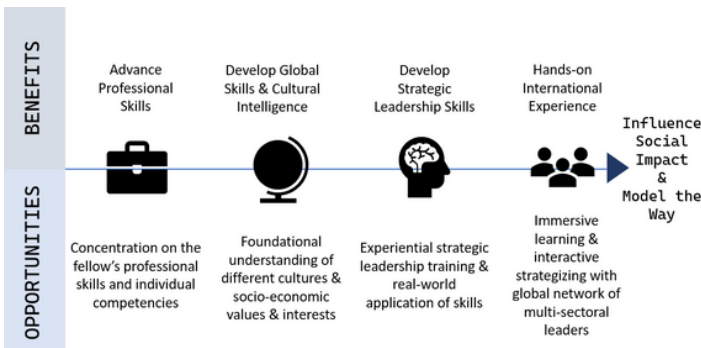 BENEFITS
Advance
Professional
Skills
Develop Global
Skills & Cultural
Intelligence
Develop
Strategic
Leadership Skills
Hands-on
International
Experience
Influence
Social
Impact
&
Model the
Way
OPPORTUNITIES
Concentration on the
fellow's professional
skills and individual
competencies
Foundational
understanding of
different cultures &
socio-economic
values & interests
Experiential strategic
leadership training &
real-world
application of skills
Immersive
learning &
interactive
strategizing with
global network of
multi-sectoral
leaders